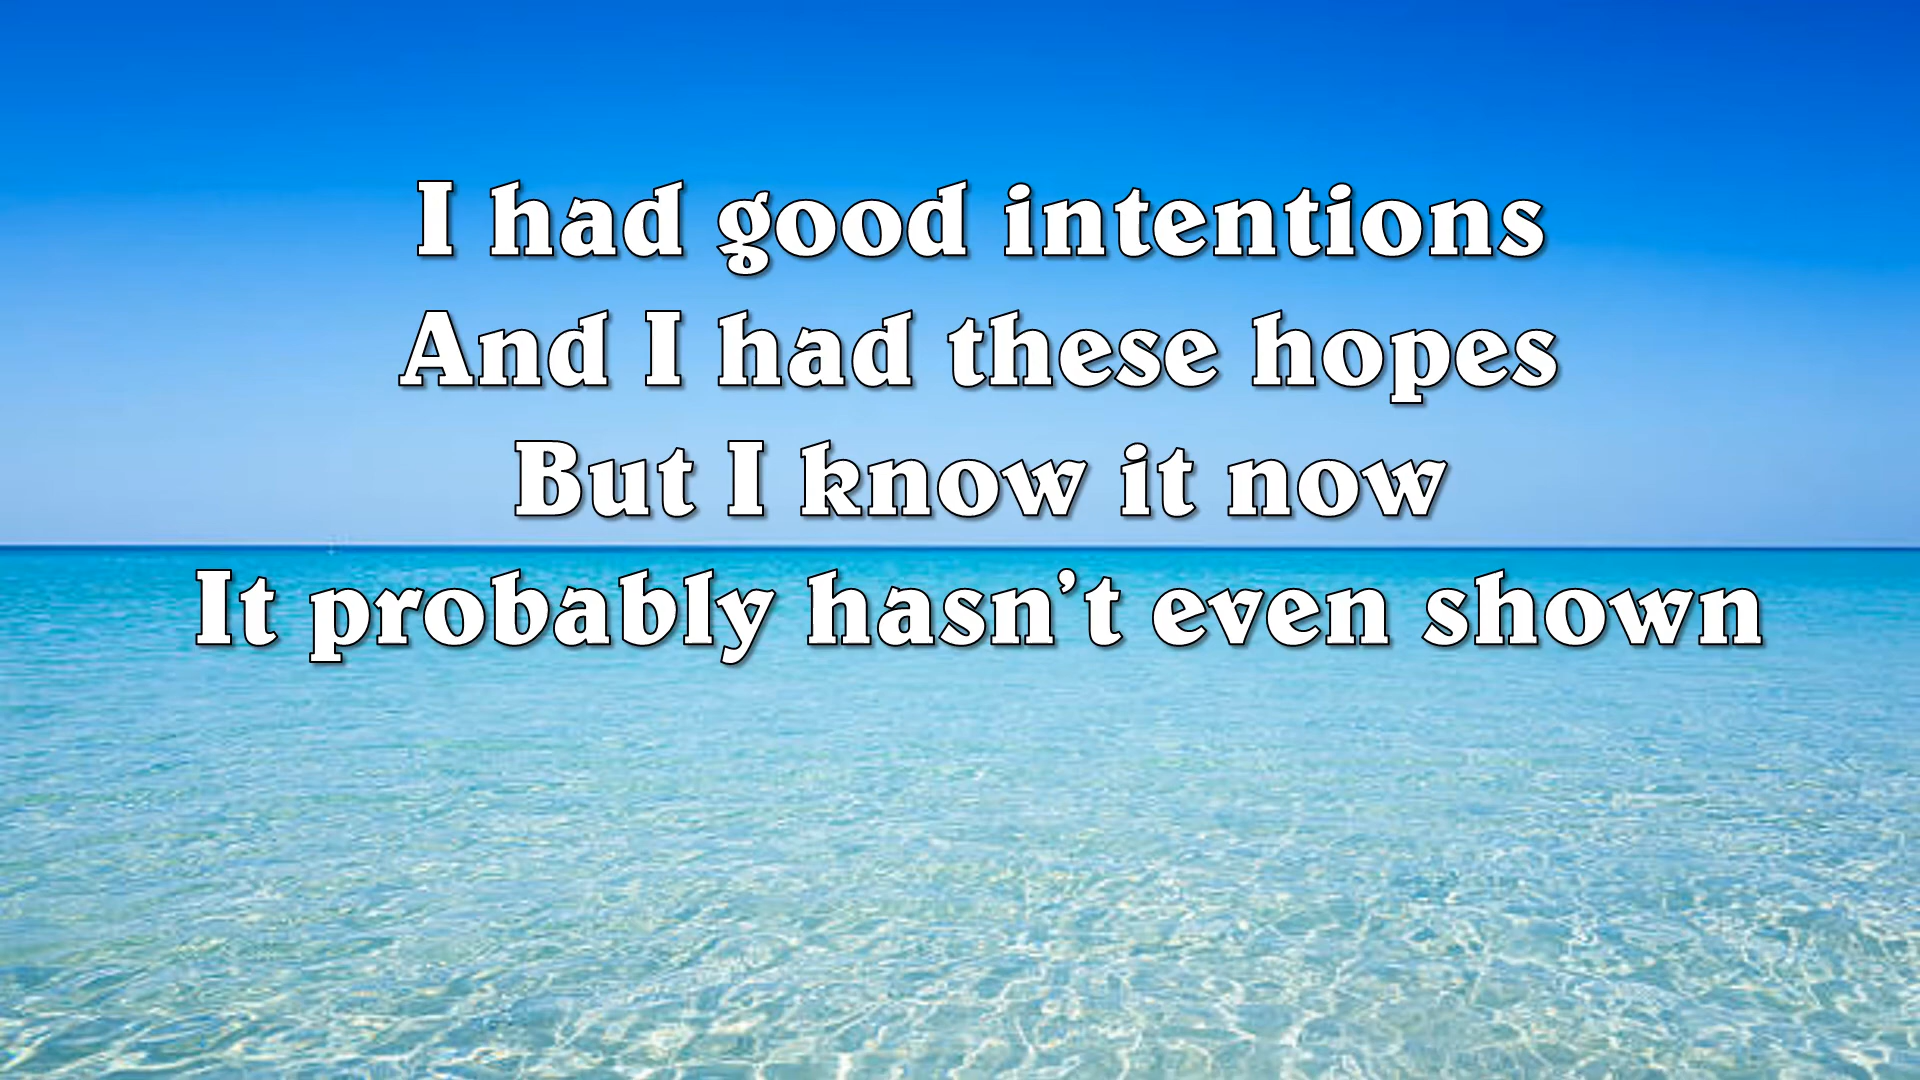 I had good intentions
And I had these hopes
But I know it now
It probably hasn't even shown